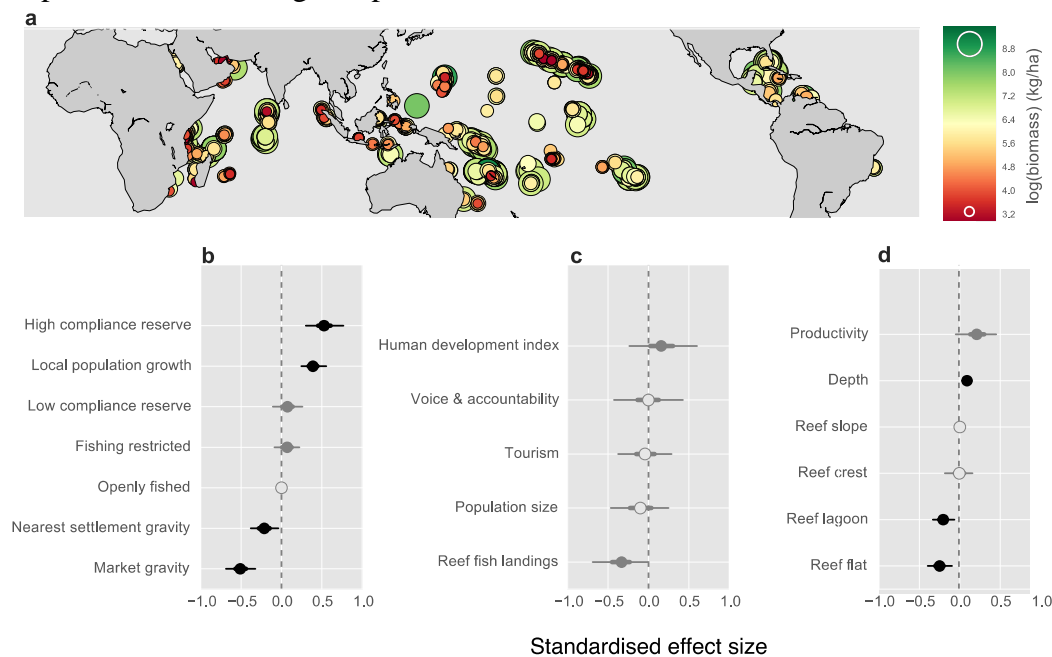 a
8.8
8.0
7.2
6.4
5.6
4.8
4.0
3.2
log(biomass) (kg/ha)
b
High compliance reserve
Local population growth
Low compliance reserve
Fishing restricted
Openly fished
Nearest settlement gravity
Market gravity
−1.0 −0.5 0.0 0.5 1.0
c
Human development index
Voice & accountability
Tourism
Population size
Reef fish landings
−1.0 −0.5 0.0 0.5 1.0
d
Productivity
Depth
Reef slope
Reef crest
Reef lagoon
Reef flat
−1.0 −0.5 0.0 0.5 1.0
Standardised effect size